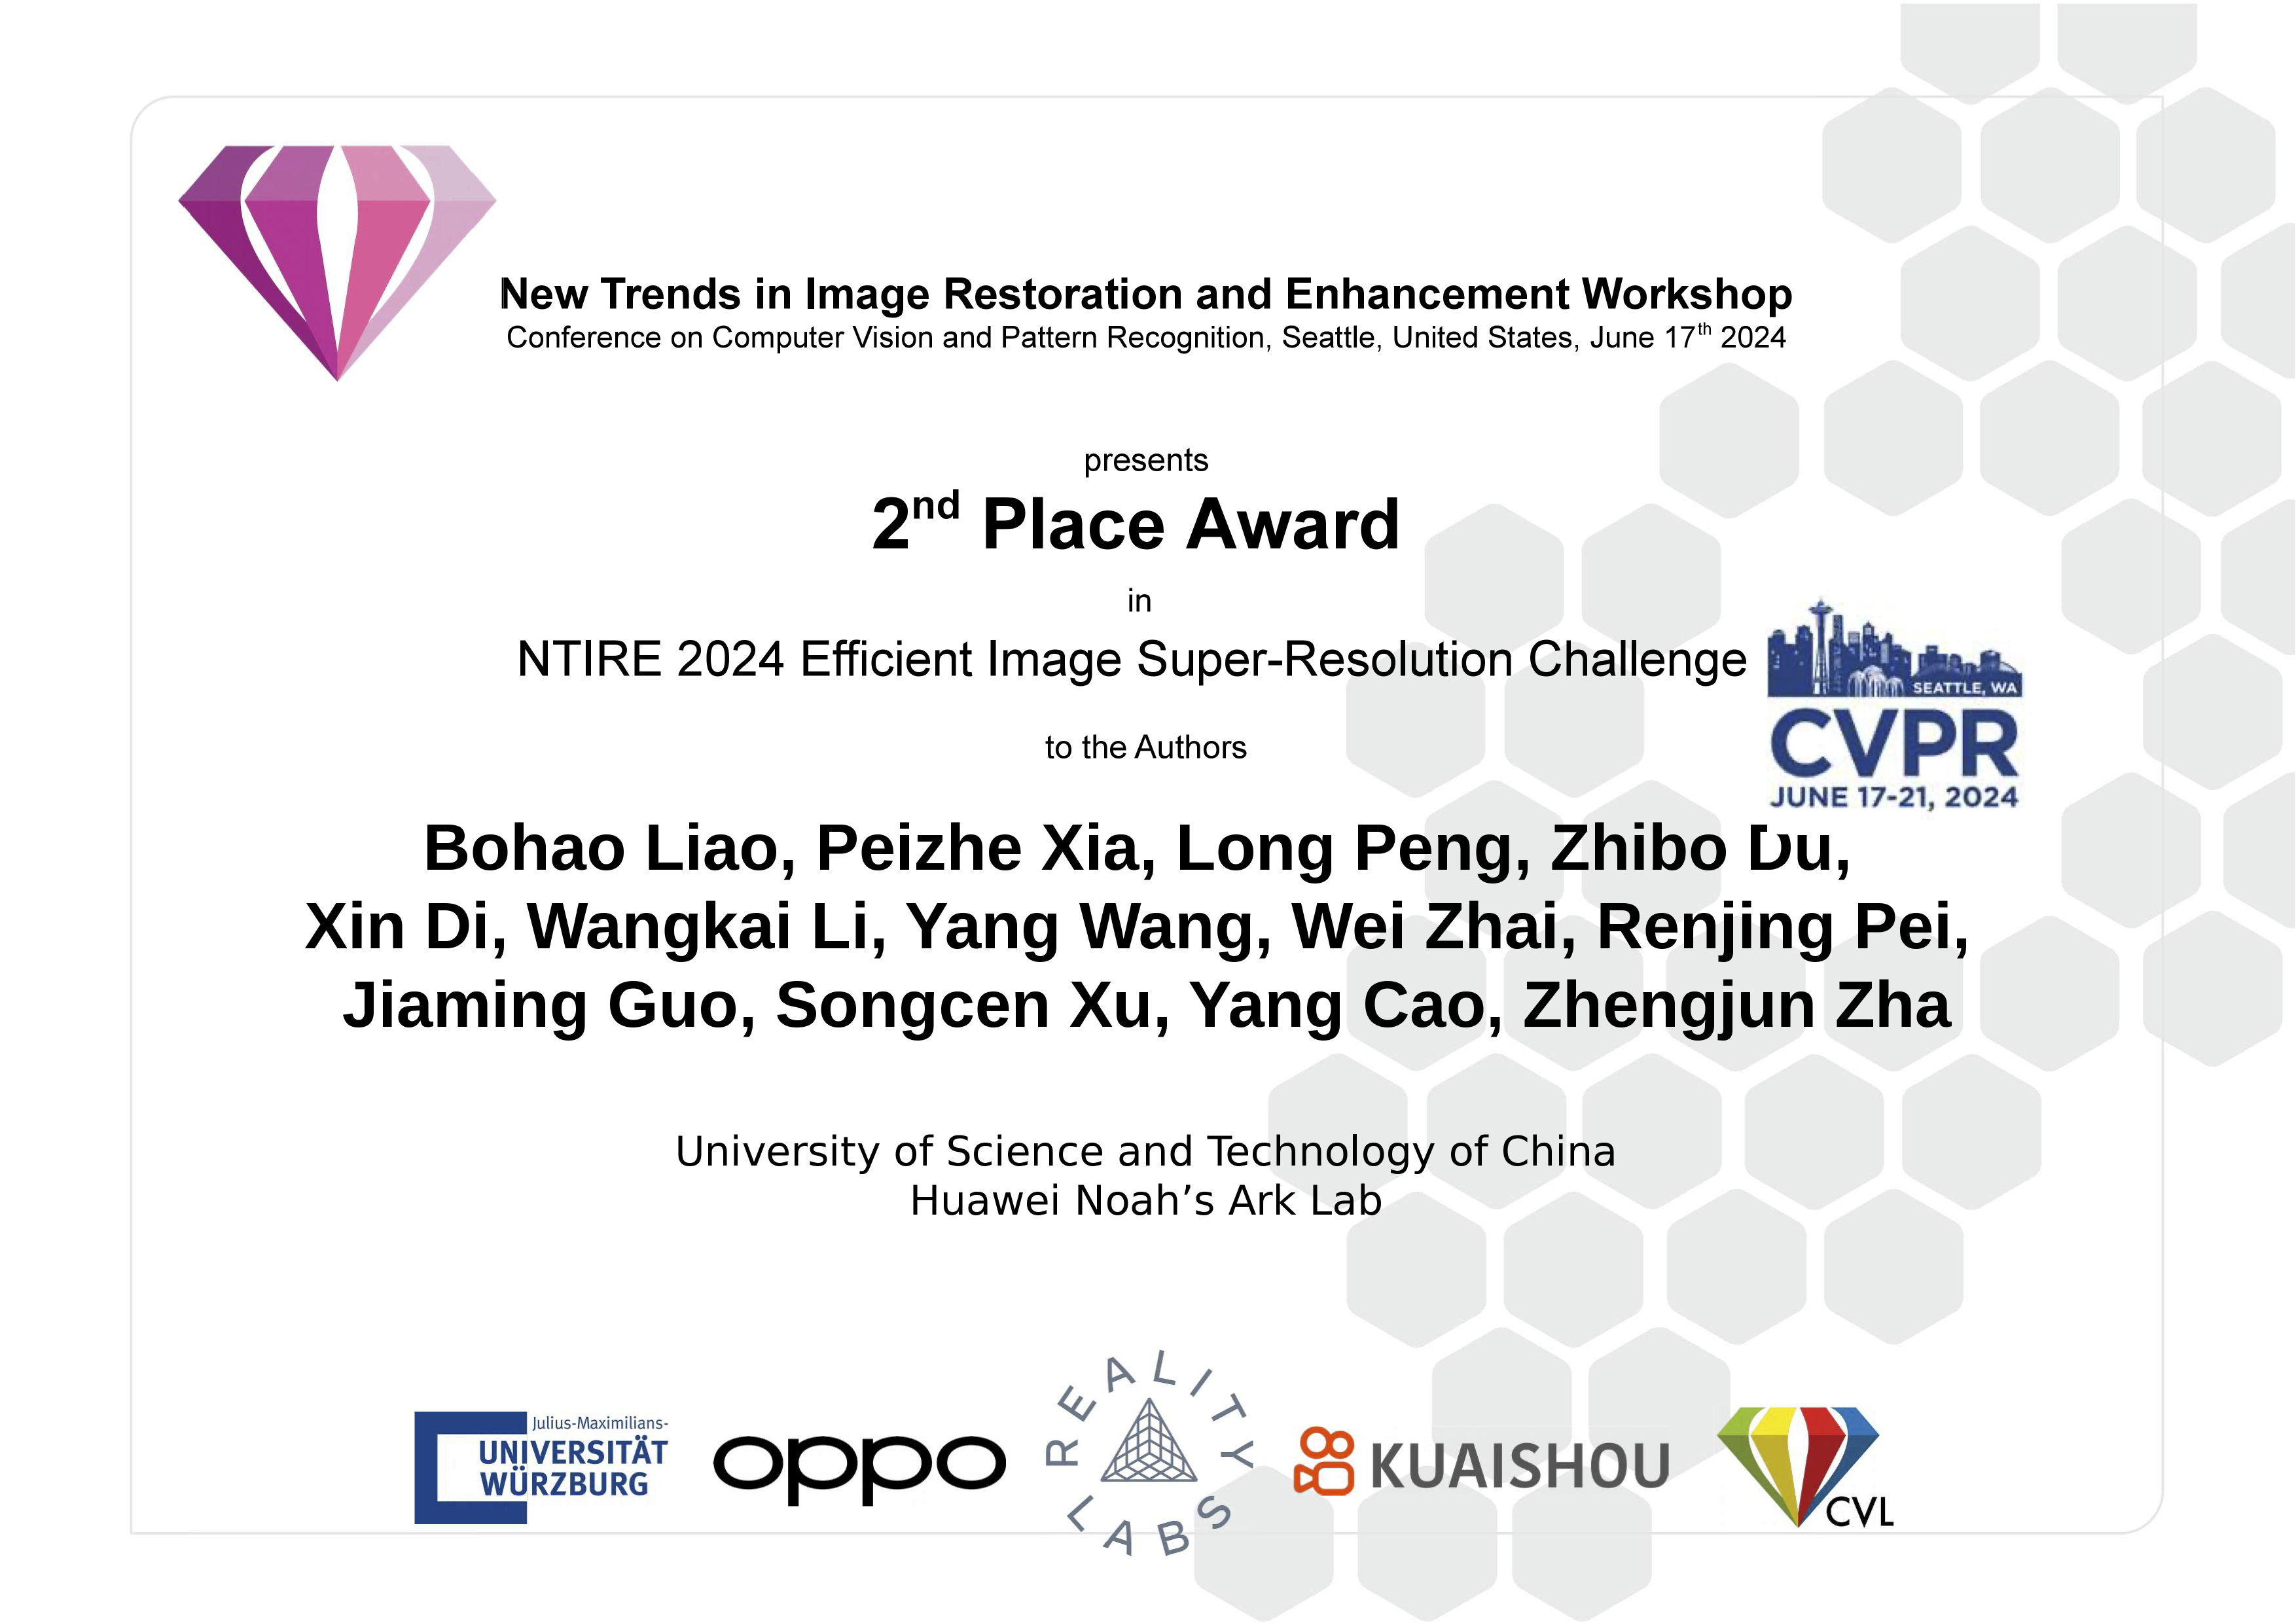 New Trends in Image Restoration and Enhancement Workshop
Conference on Computer Vision and Pattern Recognition, Seattle, United States, June 17th 2024
presents
2nd Place Award
in
NTIRE 2024 Efficient Image Super-Resolution Challenge
SEATTLE, WA
CVPR
JUNE 17-21, 2024
to the Authors
Bohao Liao, Peizhe Xia, Long Peng, Zhibo Du,
Xin Di, Wangkai Li, Yang Wang, Wei Zhai, Renjing Pei,
Jiaming Guo, Songcen Xu, Yang Cao, Zhengjun Zha
University of Science and Technology of China
Huawei Noah’s Ark Lab
Julius-Maximilians-
UNIVERSITÄT
WÜRZBURG
oppo
REALITY LABS
KUAISHOU
CVL